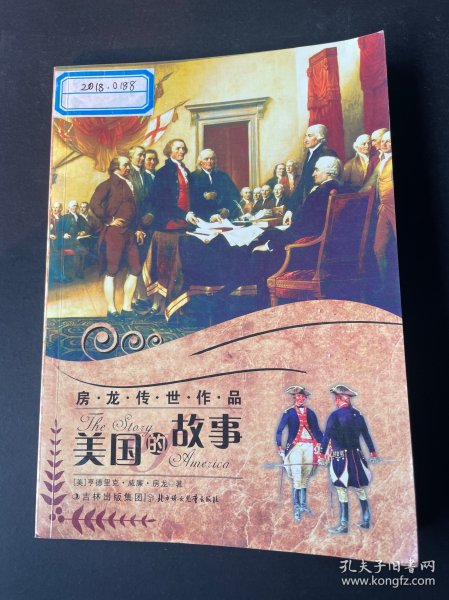 2018.0188
房·龙·传·世·作·品
The Story
美国的故事
America
[美]亨德里克·威廉·房龙◎著
吉林出版集团 北方妇女儿童出版社
孔夫子旧书网
www.kongfz.com